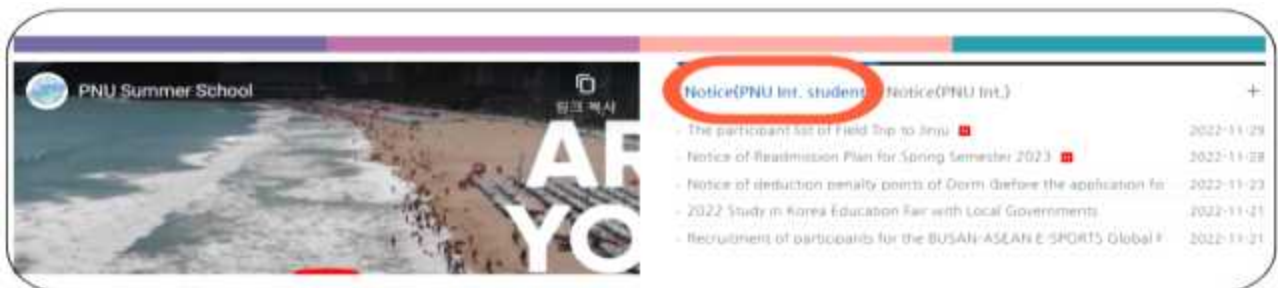 PNU Summer School
링크 복사
AR
YO
Notice(PNU Int. student Notice(PNU Int.) +
- The participant list of Field Trip to Jinju N 2022-11-29
- Notice of Readmission Plan for Spring Semester 2023 N 2022-11-28
- Notice of deduction penalty points of Dorm (before the application fo 2022-11-23
- 2022 Study in Korea Education Fair with Local Governments 2022-11-21
- Recruitment of participants for the BUSAN-ASEAN E-SPORTS Global F 2022-11-21